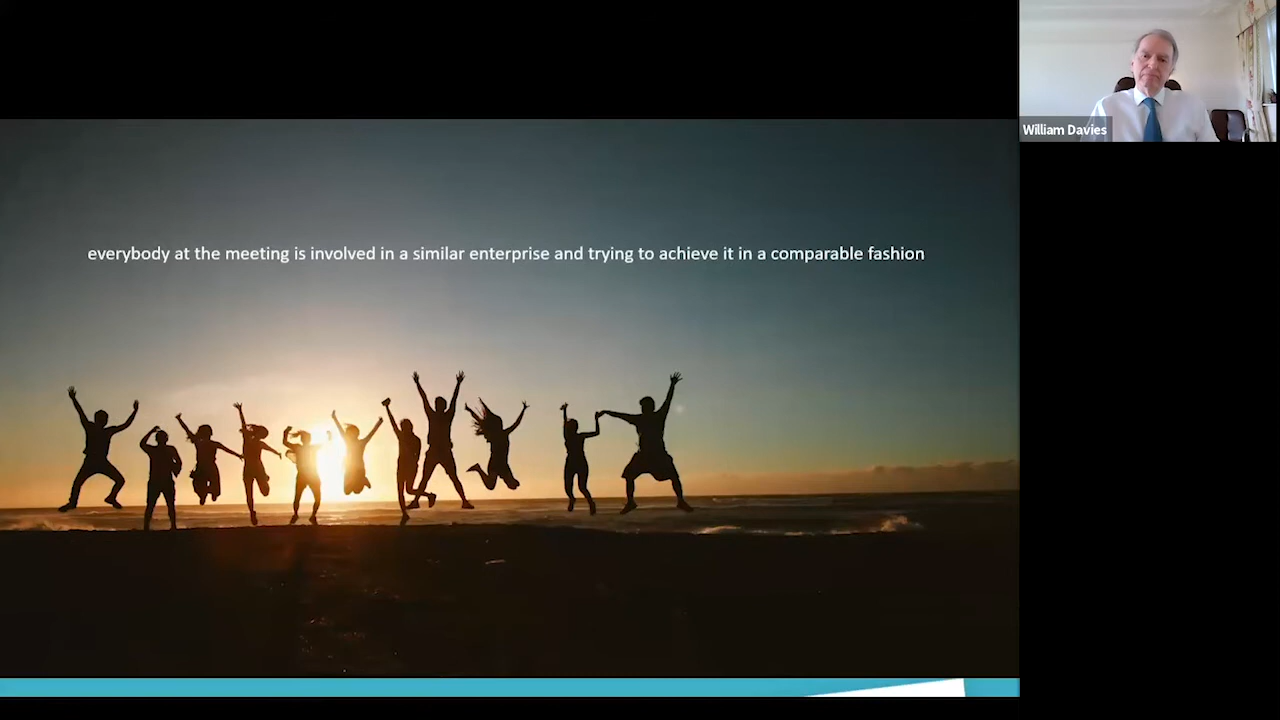 everybody at the meeting is involved in a similar enterprise and trying to achieve it in a comparable fashion
William Davies